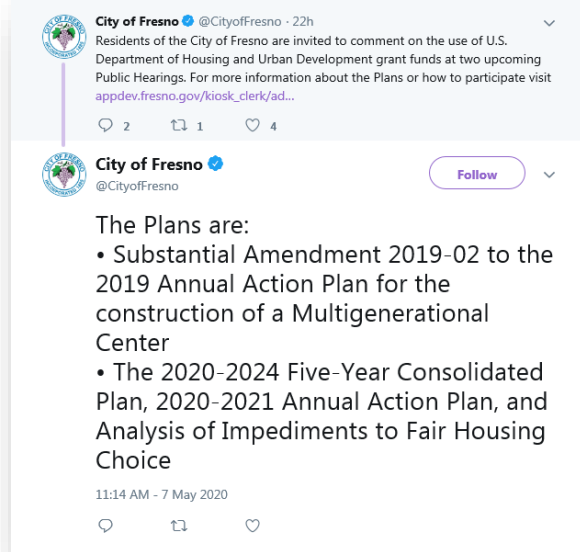 City of Fresno @CityofFresno · 22h
Residents of the City of Fresno are invited to comment on the use of U.S.
Department of Housing and Urban Development grant funds at two upcoming
Public Hearings. For more information about the Plans or how to participate visit
appdev.fresno.gov/kiosk_clerk/ad...
2 1 4
City of Fresno
@CityofFresno
Follow
The Plans are:
• Substantial Amendment 2019-02 to the
2019 Annual Action Plan for the
construction of a Multigenerational
Center
• The 2020-2024 Five-Year Consolidated
Plan, 2020-2021 Annual Action Plan, and
Analysis of Impediments to Fair Housing
Choice
11:14 AM - 7 May 2020